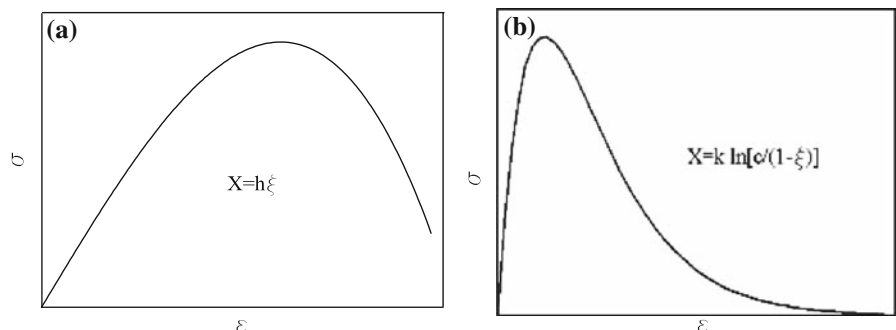 (a)
σ
X=hξ
ε
(b)
σ
X=k ln[c/(1-ξ)]
ε